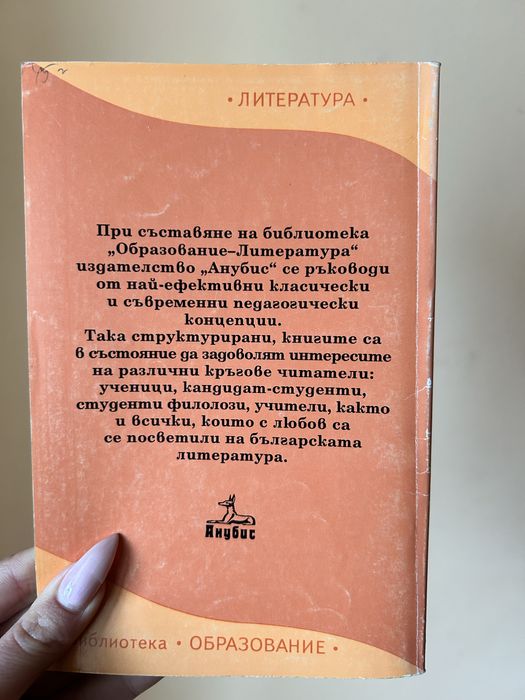 • ЛИТЕРАТУРА •
При съставяне на библиотека
„Образование–Литература“
издателство „Анубис“ се ръководи
от най-ефективни класически
и съвременни педагогически
концепции.
Така структурирани, книгите са
в състояние да задоволят интересите
на различни кръгове читатели:
ученици, кандидат-студенти,
студенти филолози, учители, както
и всички, които с любов са
се посветили на българската
литература.
Анубис
• ОБРАЗОВАНИЕ •